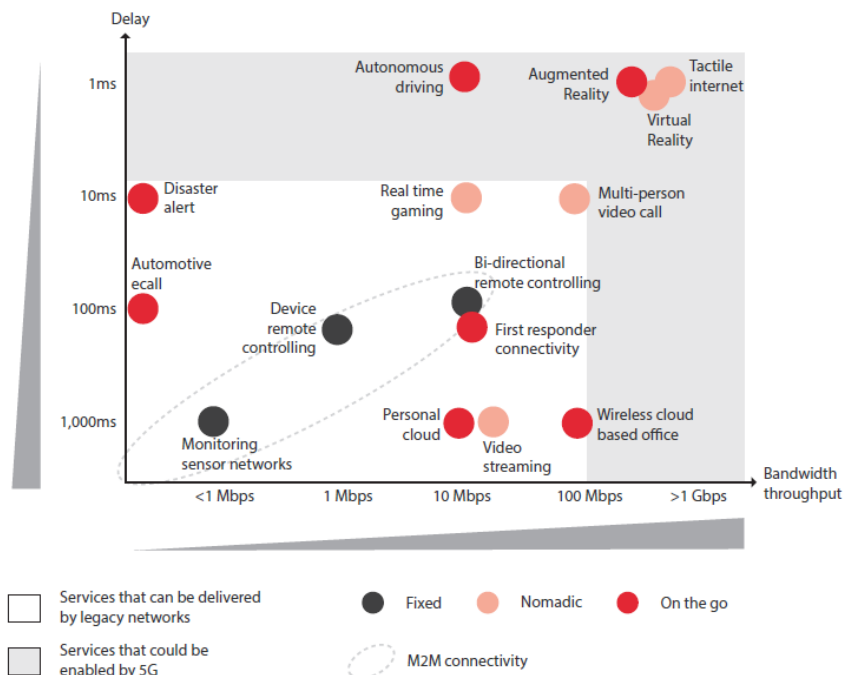 Delay
1ms
10ms
100ms
1,000ms
Autonomous
driving
Augmented
Reality
Tactile
internet
Virtual
Reality
Disaster
alert
Real time
gaming
Multi-person
video call
Automotive
ecall
Device
remote
controlling
Bi-directional
remote controlling
First responder
connectivity
Monitoring
sensor networks
Personal
cloud
Video
streaming
Wireless cloud
based office
<1 Mbps
1 Mbps
10 Mbps
100 Mbps
>1 Gbps
Bandwidth
throughput
Services that can be delivered
by legacy networks
Fixed
Nomadic
On the go
Services that could be
enabled by 5G
M2M connectivity